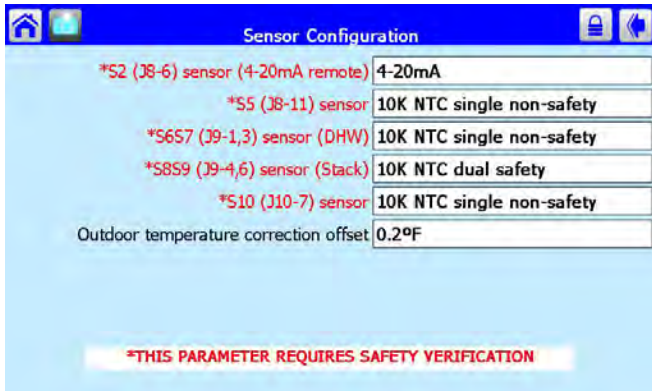 Sensor Configuration
*S2 (J8-6) sensor (4-20mA remote) 4-20mA
*S5 (J8-11) sensor 10K NTC single non-safety
*S6S7 (J9-1,3) sensor (DHW) 10K NTC single non-safety
*S8S9 (J9-4,6) sensor (Stack) 10K NTC dual safety
*S10 (J10-7) sensor 10K NTC single non-safety
Outdoor temperature correction offset 0.2ºF
*THIS PARAMETER REQUIRES SAFETY VERIFICATION